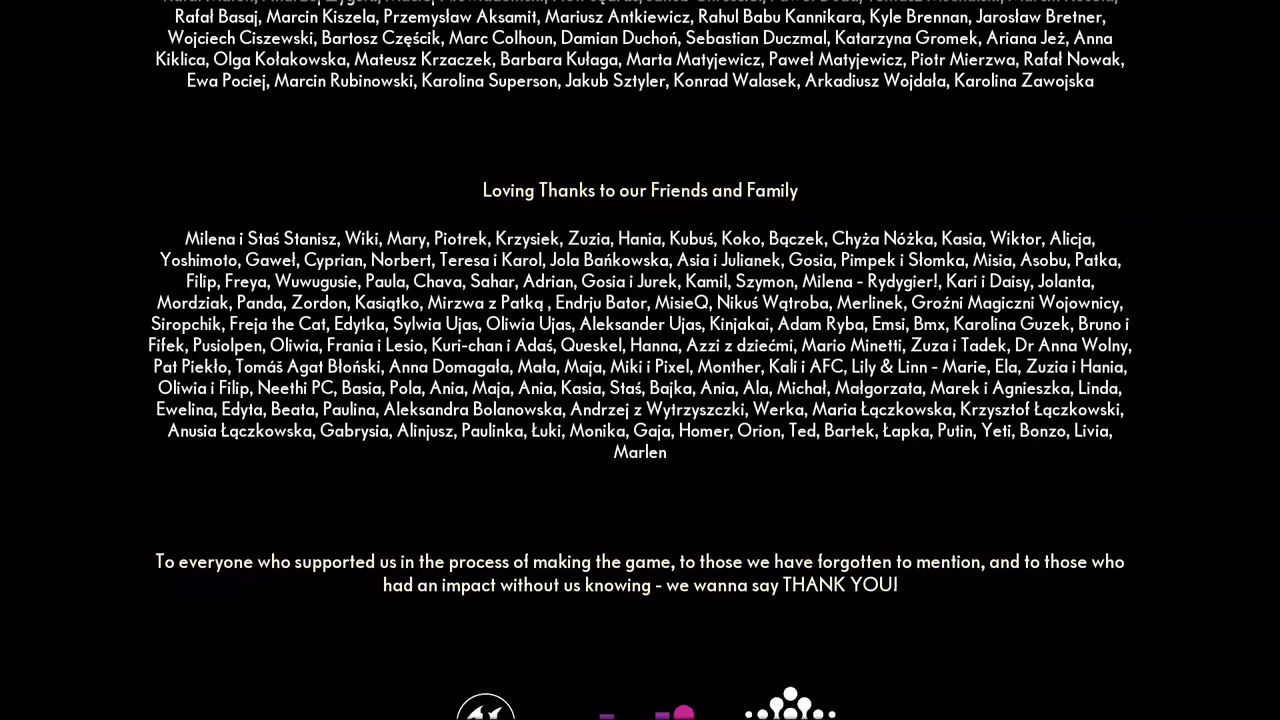 Rafał Basaj, Marcin Kiszela, Przemysław Aksamit, Mariusz Antkiewicz, Rahul Babu Kannikara, Kyle Brennan, Jarosław Bretner,
Wojciech Ciszewski, Bartosz Częścik, Marc Colhoun, Damian Duchoń, Sebastian Duczmal, Katarzyna Gromek, Ariana Jeż, Anna
Kiklica, Olga Kołakowska, Mateusz Krzaczek, Barbara Kułaga, Marta Matyjewicz, Paweł Matyjewicz, Piotr Mierzwa, Rafał Nowak,
Ewa Pociej, Marcin Rubinowski, Karolina Superson, Jakub Sztyler, Konrad Walasek, Arkadiusz Wojdała, Karolina Zawojska
Loving Thanks to our Friends and Family
Milena i Staś Stanisz, Wiki, Mary, Piotrek, Krzysiek, Zuzia, Hania, Kubuś, Koko, Bączek, Chyża Nóżka, Kasia, Wiktor, Alicja,
Yoshimoto, Gaweł, Cyprian, Norbert, Teresa i Karol, Jola Bańkowska, Asia i Julianek, Gosia, Pimpek i Słomka, Misia, Asobu, Patka,
Filip, Freya, Wuwugusie, Paula, Chava, Sahar, Adrian, Gosia i Jurek, Kamil, Szymon, Milena - Rydygier!, Kari i Daisy, Jolanta,
Mordziak, Panda, Zordon, Kasiątko, Mirzwa z Patką , Endrju Bator, MisieQ, Nikuś Wątroba, Merlinek, Groźni Magiczni Wojownicy,
Siropchik, Freja the Cat, Edytka, Sylwia Ujas, Oliwia Ujas, Aleksander Ujas, Kinjakai, Adam Ryba, Emsi, Bmx, Karolina Guzek, Bruno i
Fifek, Pusiolpen, Oliwia, Frania i Lesio, Kuri-chan i Adaś, Queskel, Hanna, Azzi z dziećmi, Mario Minetti, Zuza i Tadek, Dr Anna Wolny,
Pat Piekło, Tomáś Agat Błoński, Anna Domagała, Mała, Maja, Miki i Pixel, Monther, Kali i AFC, Lily & Linn - Marie, Ela, Zuzia i Hania,
Oliwia i Filip, Neethi PC, Basia, Pola, Ania, Maja, Ania, Kasia, Staś, Bajka, Ania, Ala, Michał, Małgorzata, Marek i Agnieszka, Linda,
Ewelina, Edyta, Beata, Paulina, Aleksandra Bolanowska, Andrzej z Wytrzyszczki, Werka, Maria Łączkowska, Krzysztof Łączkowski,
Anusia Łączkowska, Gabrysia, Alinjusz, Paulinka, Łuki, Monika, Gaja, Homer, Orion, Ted, Bartek, Łapka, Putin, Yeti, Bonzo, Livia,
Marlen
To everyone who supported us in the process of making the game, to those we have forgotten to mention, and to those who
had an impact without us knowing - we wanna say THANK YOU!